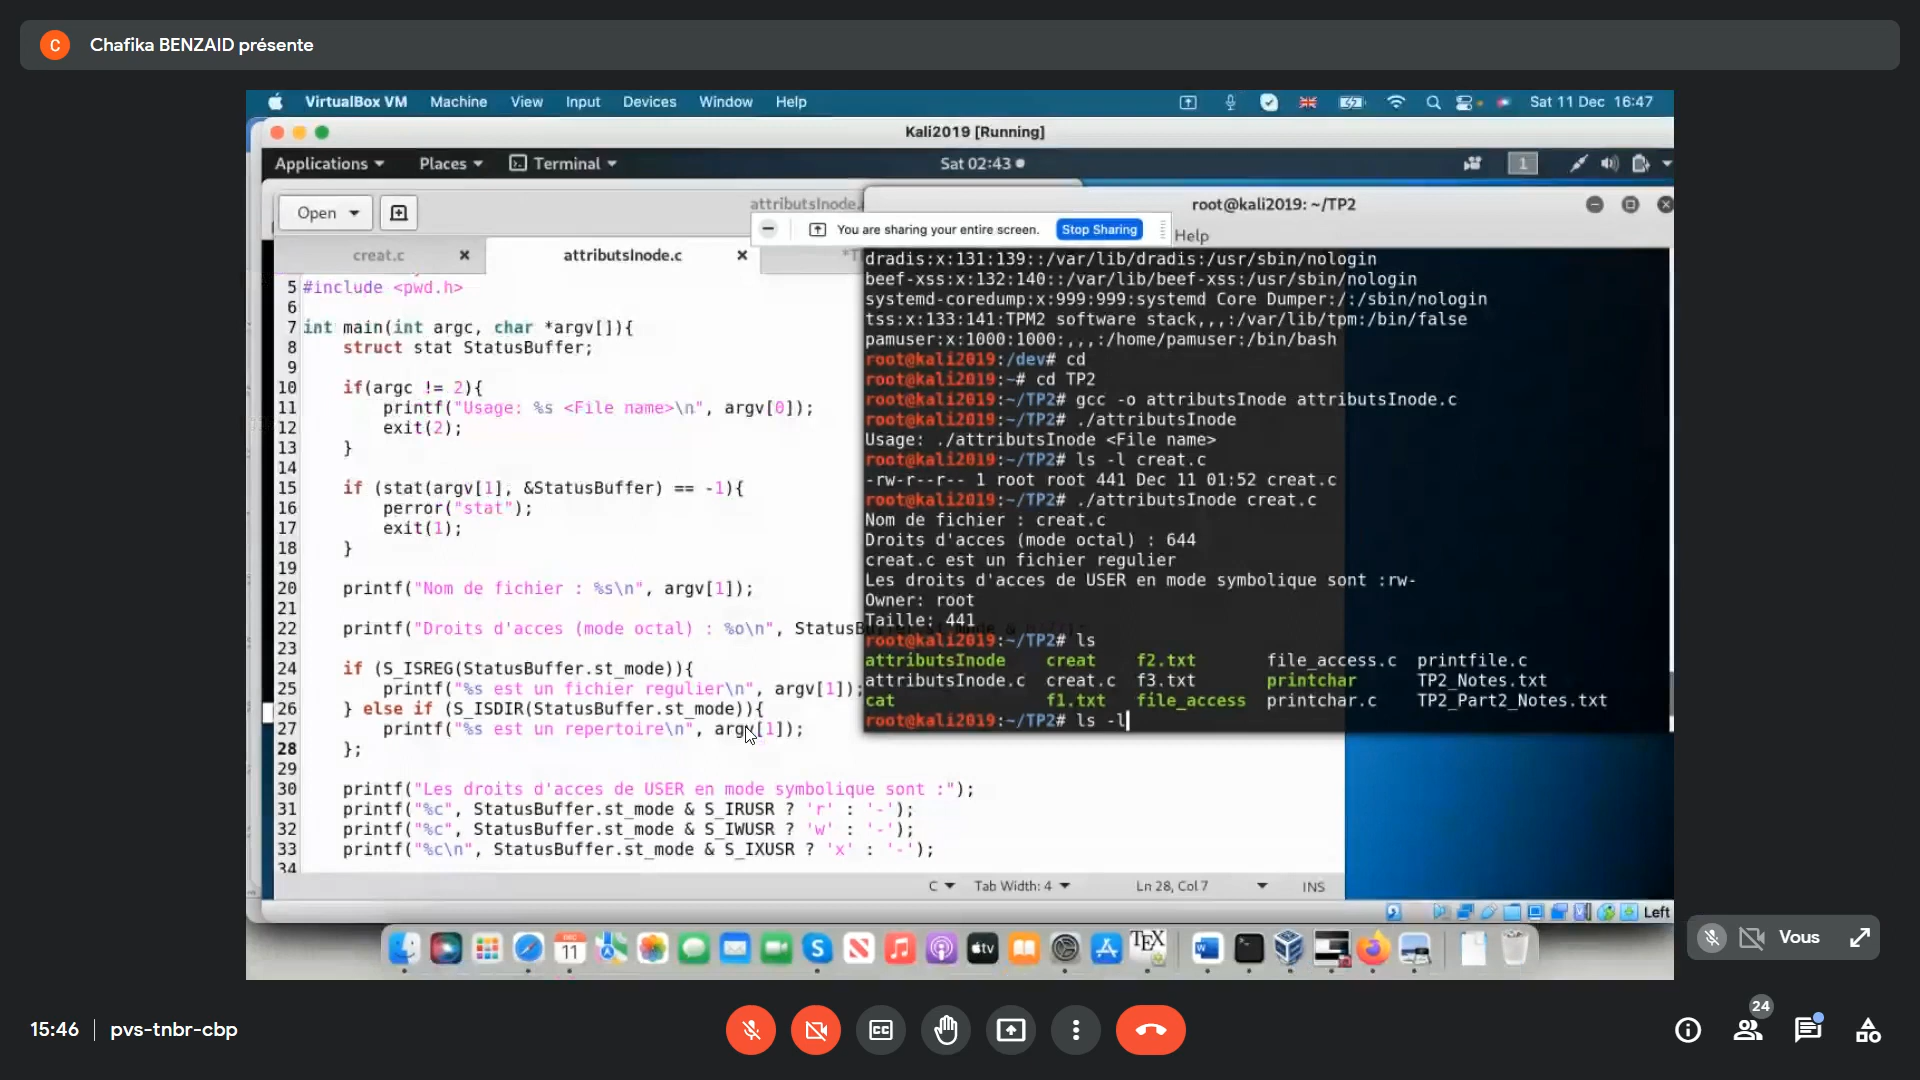 C Chafika BENZAID présente
VirtualBox VM Machine View Input Devices Window Help Sat 11 Dec 16:47
Kali2019 [Running]
Applications Places Terminal Sat 02:43 1
Open attributsInode. root@kali2019: ~/TP2
You are sharing your entire screen. Stop Sharing Help
creat.c attributsInode.c
5 #include <pwd.h>
6
7 int main(int argc, char *argv[]){
8 struct stat StatusBuffer;
9
10 if(argc != 2){
11 printf("Usage: %s <File name>\n", argv[0]);
12 exit(2);
13 }
14
15 if (stat(argv[1], &StatusBuffer) == -1){
16 perror("stat");
17 exit(1);
18 }
19
20 printf("Nom de fichier : %s\n", argv[1]);
21
22 printf("Droits d'acces (mode octal) : %o\n", StatusB
23
24 if (S_ISREG(StatusBuffer.st_mode)){
25 printf("%s est un fichier regulier\n", argv[1]);
26 } else if (S_ISDIR(StatusBuffer.st_mode)){
27 printf("%s est un repertoire\n", argv[1]);
28 };
29
30 printf("Les droits d'acces de USER en mode symbolique sont :");
31 printf("%c", StatusBuffer.st_mode & S_IRUSR ? 'r' : '-');
32 printf("%c", StatusBuffer.st_mode & S_IWUSR ? 'w' : '-');
33 printf("%c\n", StatusBuffer.st_mode & S_IXUSR ? 'x' : '-');
34
C Tab Width: 4 Ln 28, Col 7 INS
dradis:x:131:139::/var/lib/dradis:/usr/sbin/nologin
beef-xss:x:132:140::/var/lib/beef-xss:/usr/sbin/nologin
systemd-coredump:x:999:999:systemd Core Dumper:/:/sbin/nologin
tss:x:133:141:TPM2 software stack,,,:/var/lib/tpm:/bin/false
pamuser:x:1000:1000:,,,:/home/pamuser:/bin/bash
root@kali2019:/dev# cd
root@kali2019:~# cd TP2
root@kali2019:~/TP2# gcc -o attributsInode attributsInode.c
root@kali2019:~/TP2# ./attributsInode
Usage: ./attributsInode <File name>
root@kali2019:~/TP2# ls -l creat.c
-rw-r--r-- 1 root root 441 Dec 11 01:52 creat.c
root@kali2019:~/TP2# ./attributsInode creat.c
Nom de fichier : creat.c
Droits d'acces (mode octal) : 644
creat.c est un fichier regulier
Les droits d'acces de USER en mode symbolique sont :rw-
Owner: root
Taille: 441
root@kali2019:~/TP2# ls
attributsInode creat f2.txt file_access.c printfile.c
attributsInode.c creat.c f3.txt printchar TP2_Notes.txt
cat f1.txt file_access printchar.c TP2_Part2_Notes.txt
root@kali2019:~/TP2# ls -l
Left
DEC 11 S tv TEX W
Vous
15:46 pvs-tnbr-cbp CC 24